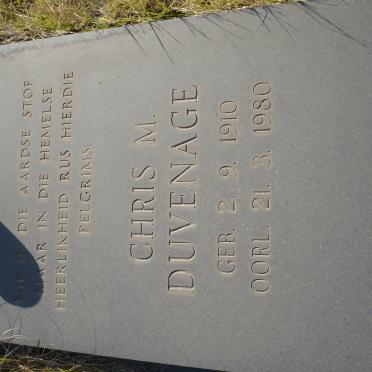 NIE IN DIE AARDSE STOF
MAAR IN DIE HEMELSE
HEERLIKHEID RUS HIERDIE
PELGRIMS.
CHRIS M.
DUVENAGE
GEB. 2. 9. 1910
OORL. 21. 3. 1980